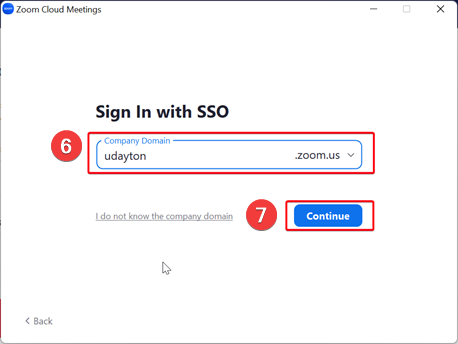 Zoom Cloud Meetings
Sign In with SSO
6
Company Domain
udayton .zoom.us
I do not know the company domain
7
Continue
Back